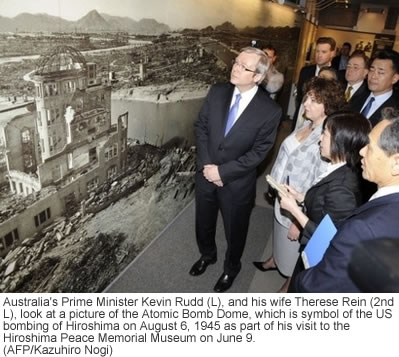 Australia's Prime Minister Kevin Rudd (L), and his wife Therese Rein (2nd
L), look at a picture of the Atomic Bomb Dome, which is symbol of the US
bombing of Hiroshima on August 6, 1945 as part of his visit to the
Hiroshima Peace Memorial Museum on June 9.
(AFP/Kazuhiro Nogi)